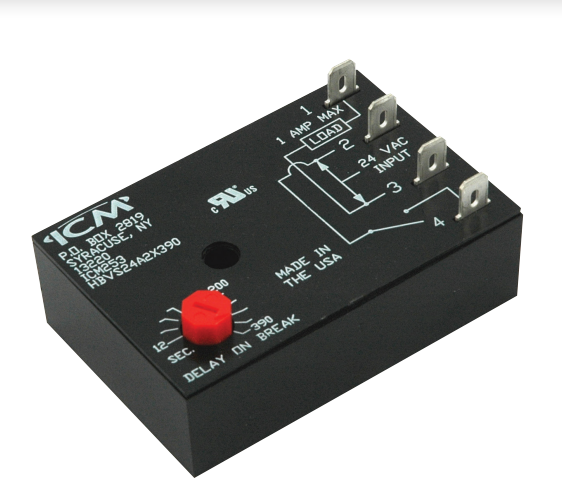 ICM
P.O. BOX 2819
SYRACUSE, NY
13220
ICM253
HBVS24A2X390
C UR US
1
1 AMP MAX
LOAD
2
24 VAC
INPUT
3
4
MADE IN
THE USA
200
390
12
SEC.
DELAY ON BREAK